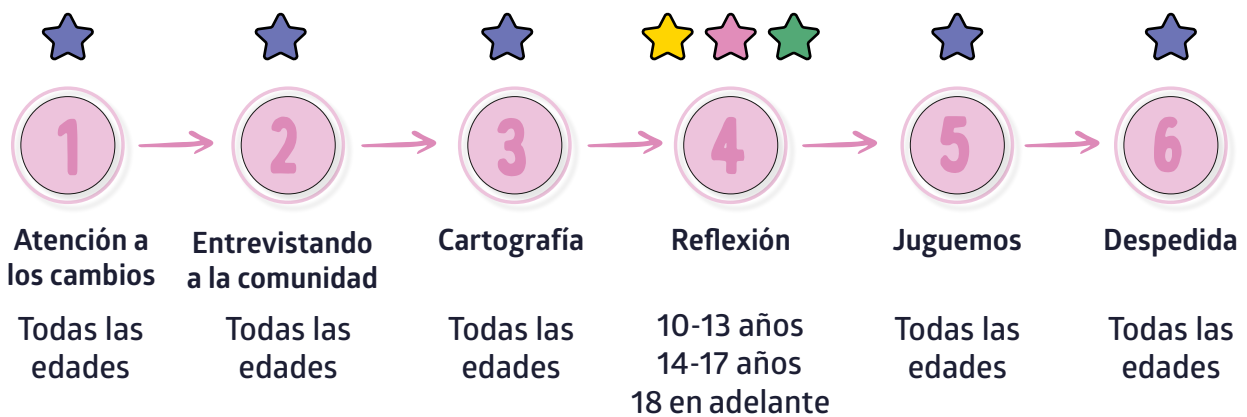 1
2
3
4
5
6
Atención a
los cambios
Entrevistando
a la comunidad
Cartografía
Reflexión
Juguemos
Despedida
Todas las
edades
Todas las
edades
Todas las
edades
10-13 años
14-17 años
18 en adelante
Todas las
edades
Todas las
edades